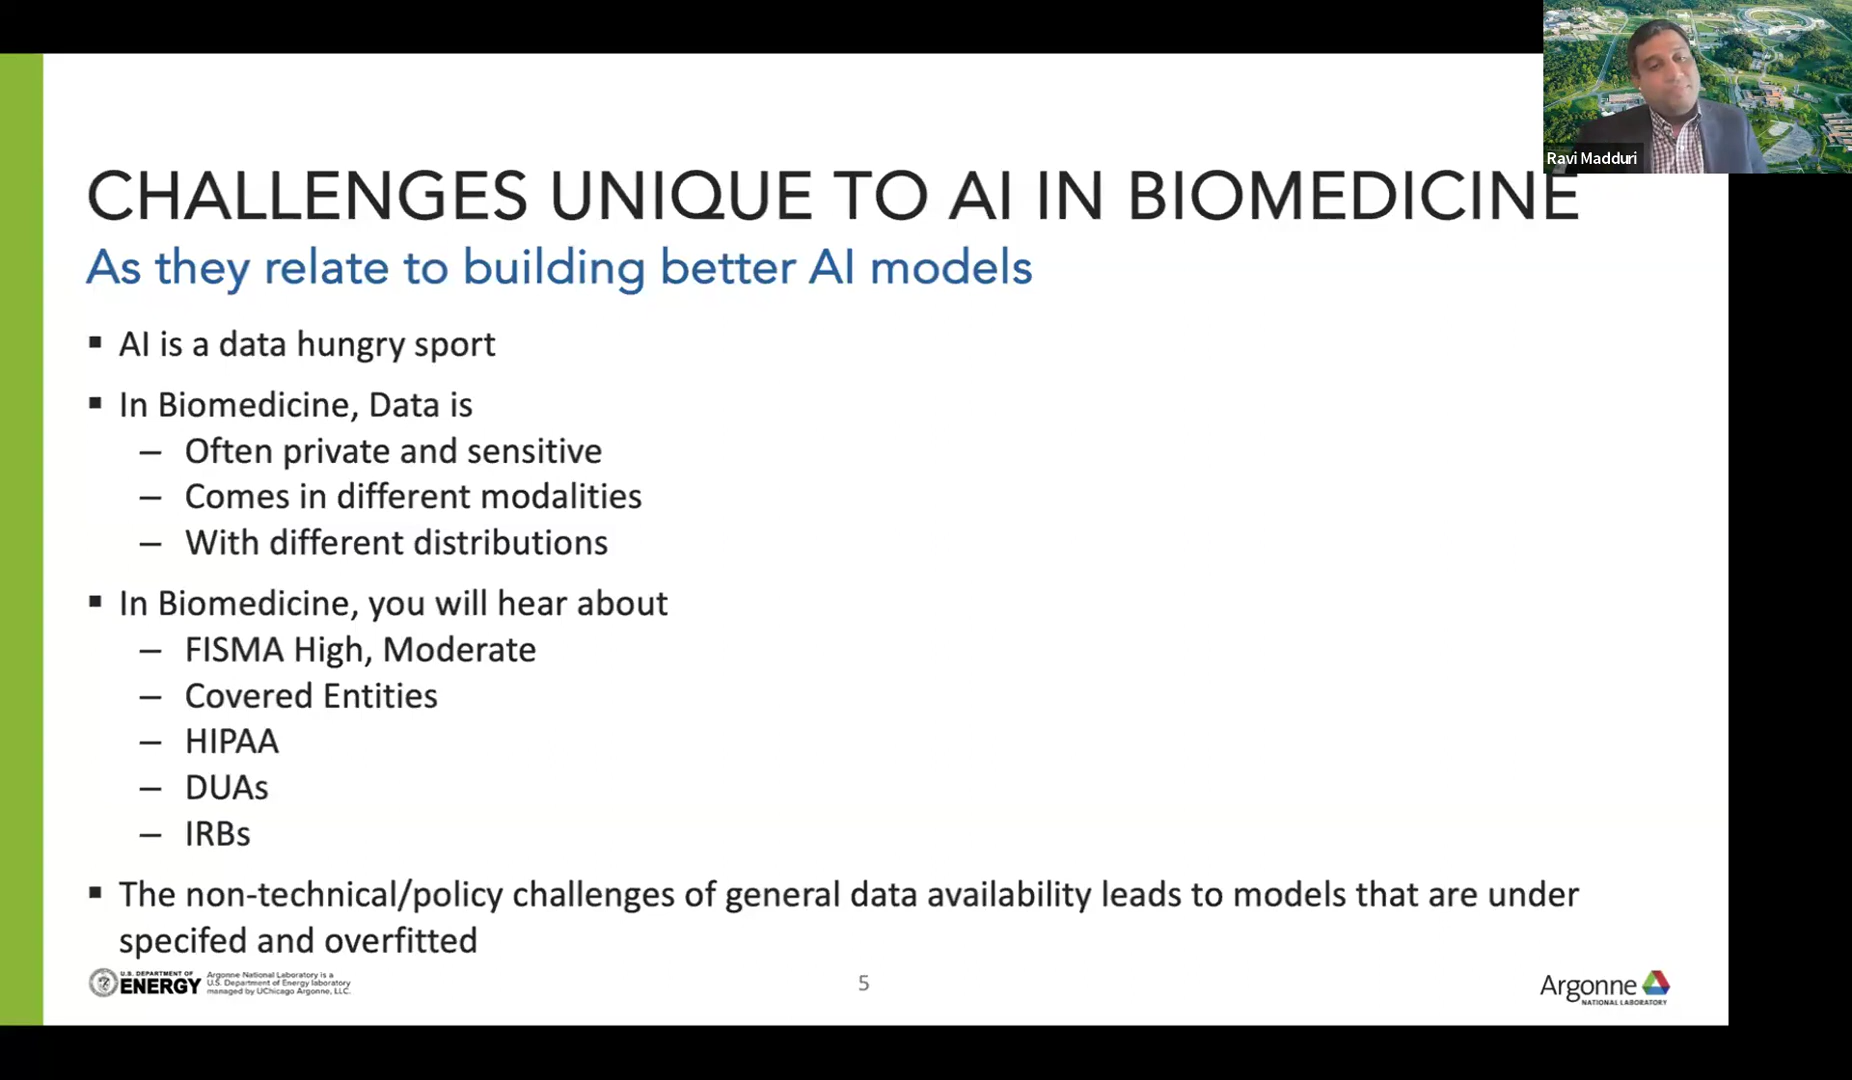 Ravi Madduri
CHALLENGES UNIQUE TO AI IN BIOMEDICINE
As they relate to building better AI models
▪ AI is a data hungry sport
▪ In Biomedicine, Data is
– Often private and sensitive
– Comes in different modalities
– With different distributions
▪ In Biomedicine, you will hear about
– FISMA High, Moderate
– Covered Entities
– HIPAA
– DUAs
– IRBs
▪ The non-technical/policy challenges of general data availability leads to models that are under
specifed and overfitted
U.S. DEPARTMENT OF
ENERGY
Argonne National Laboratory is a
U.S. Department of Energy laboratory
managed by UChicago Argonne, LLC.
5
Argonne
NATIONAL LABORATORY